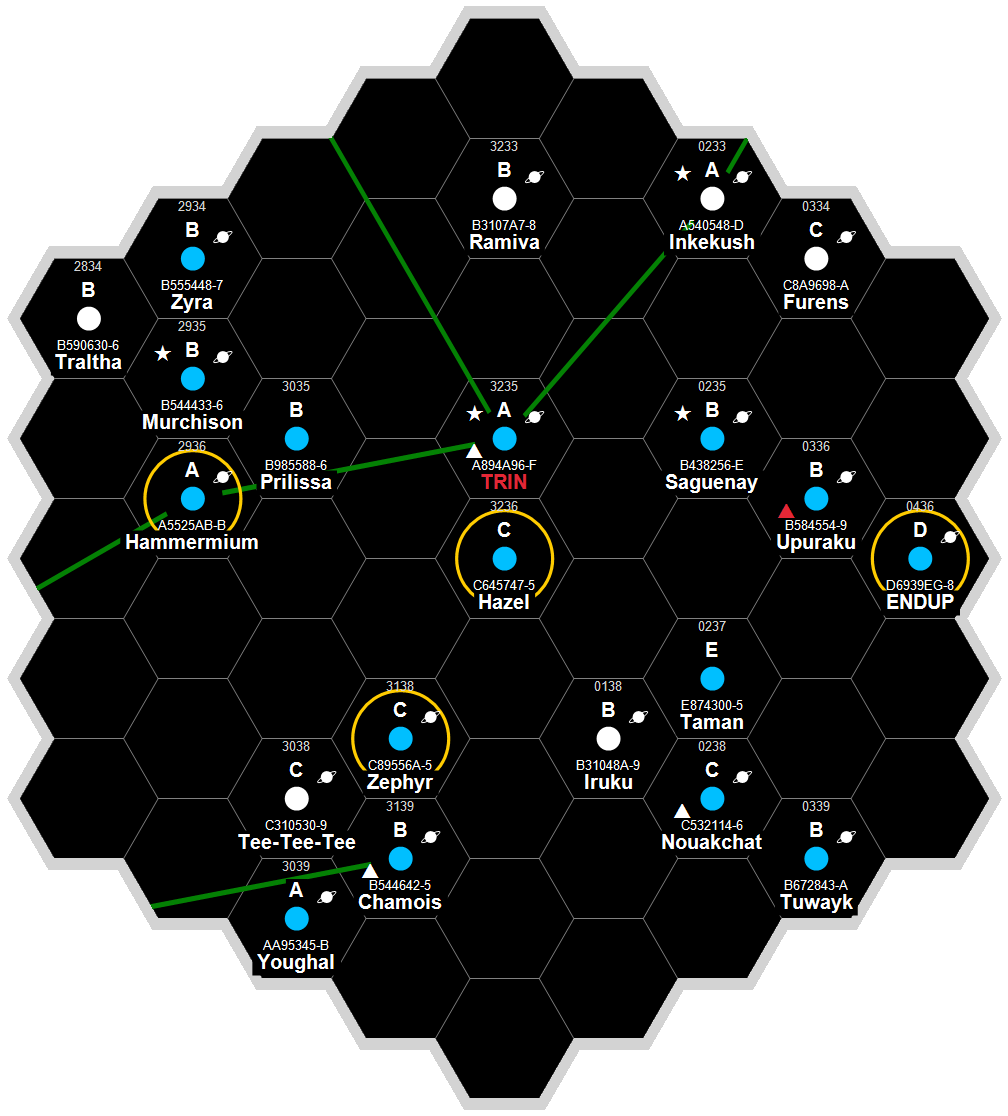 3233
B
B3107A7-8
Ramiva
0233
A
A540548-D
Inkekush
2934
B
B555448-7
Zyra
0334
C
C8A9698-A
Furens
2834
B
B590630-6
Traltha
2935
B
B544433-6
Murchison
3035
B
B985588-6
Prilissa
3235
A
A894A96-F
TRIN
0235
B
B438256-E
Saguenay
2936
A
A5525AB-B
Hammermium
0336
B
B584554-9
Upuraku
3236
C
C645747-5
Hazel
0436
D
D6939EG-8
ENDUP
0237
E
E874300-5
Taman
3138
C
C89556A-5
Zephyr
0138
B
B31048A-9
Iruku
3038
C
C310530-9
Tee-Tee-Tee
0238
C
C532114-6
Nouakchat
3139
B
B544642-5
Chamois
0339
B
B672843-A
Tuwayk
3039
A
AA95345-B
Youghal